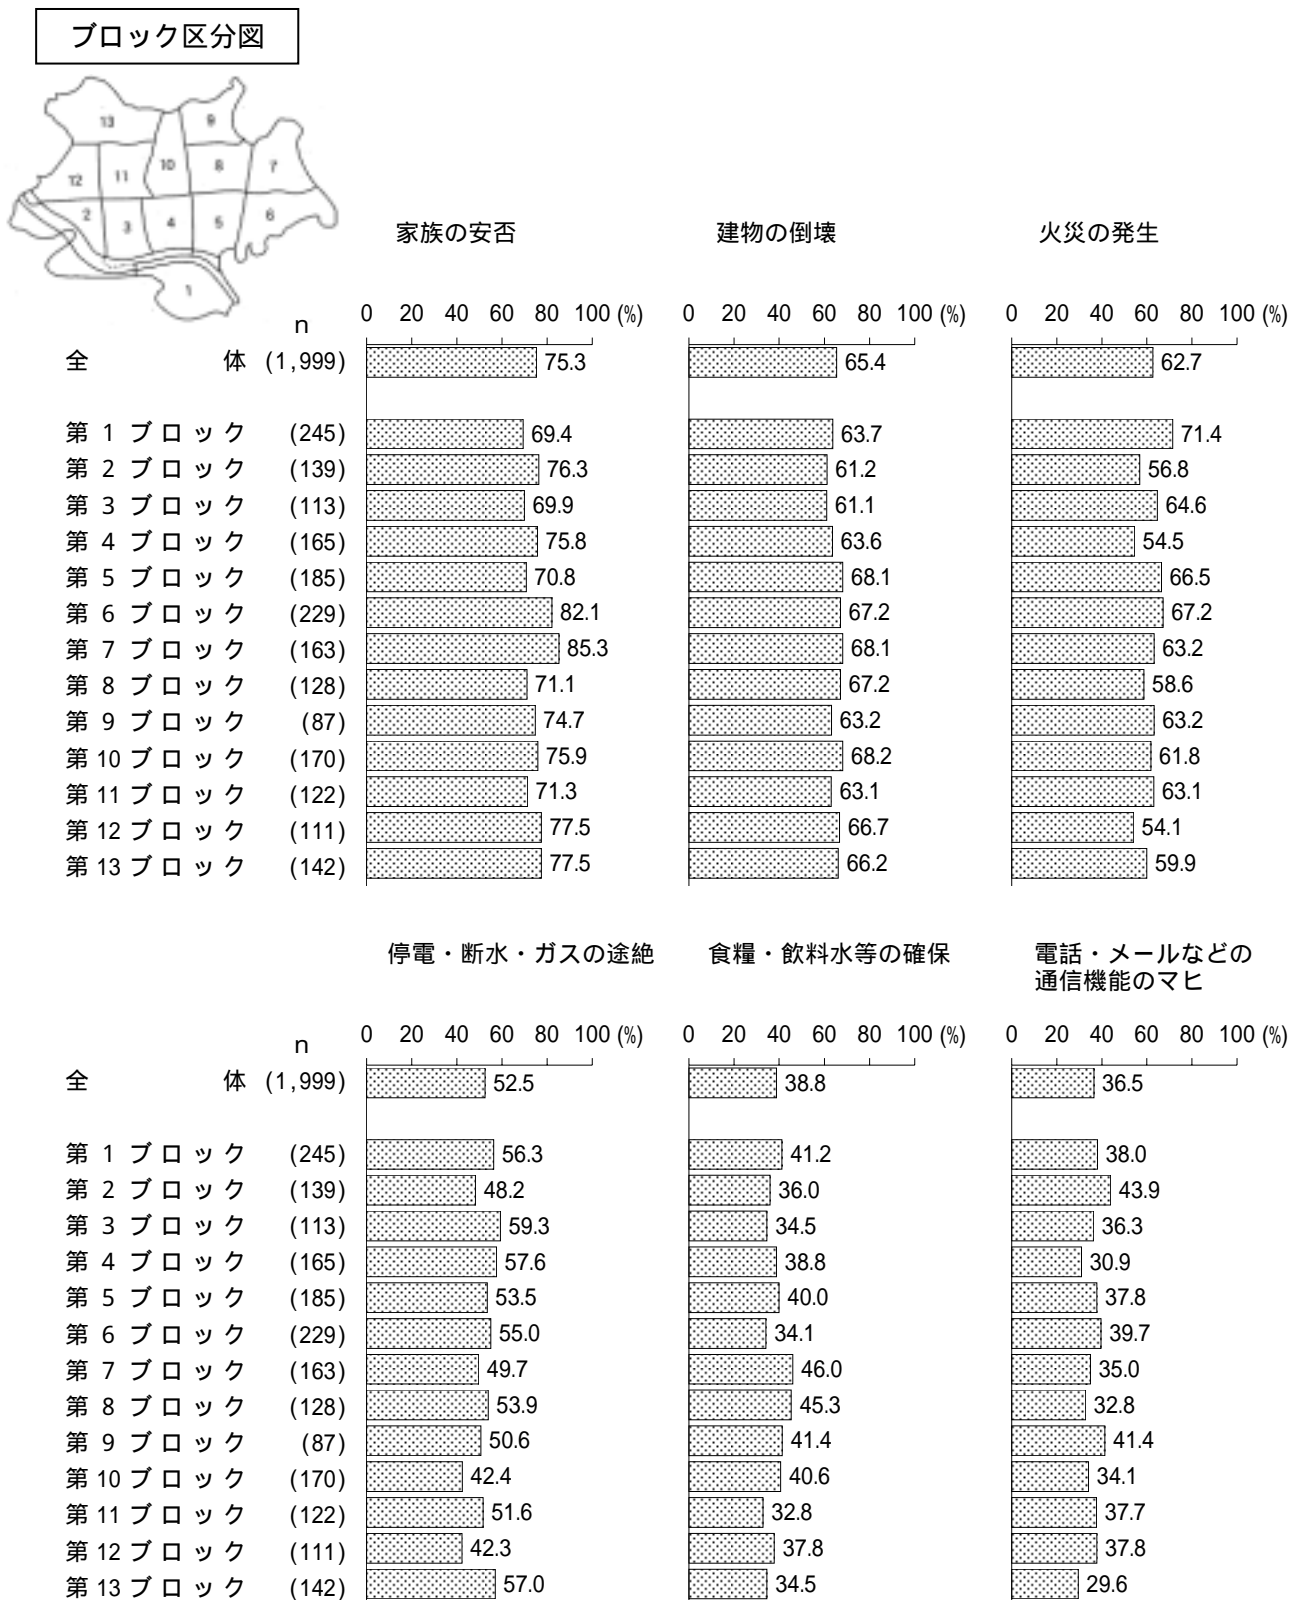 ブロック区分図
13
9
10
8
7
12
11
2
3
4
5
6
1
家族の安否 建物の倒壊 火災の発生
n 0 20 40 60 80 100 (%) 0 20 40 60 80 100 (%) 0 20 40 60 80 100 (%)
全体 (1,999) 75.3 65.4 62.7
第1ブロック (245) 69.4 63.7 71.4
第2ブロック (139) 76.3 61.2 56.8
第3ブロック (113) 69.9 61.1 64.6
第4ブロック (165) 75.8 63.6 54.5
第5ブロック (185) 70.8 68.1 66.5
第6ブロック (229) 82.1 67.2 67.2
第7ブロック (163) 85.3 68.1 63.2
第8ブロック (128) 71.1 67.2 58.6
第9ブロック (87) 74.7 63.2 63.2
第10ブロック (170) 75.9 68.2 61.8
第11ブロック (122) 71.3 63.1 63.1
第12ブロック (111) 77.5 66.7 54.1
第13ブロック (142) 77.5 66.2 59.9
停電・断水・ガスの途絶 食糧・飲料水等の確保 電話・メールなどの
通信機能のマヒ
n 0 20 40 60 80 100 (%) 0 20 40 60 80 100 (%) 0 20 40 60 80 100 (%)
全体 (1,999) 52.5 38.8 36.5
第1ブロック (245) 56.3 41.2 38.0
第2ブロック (139) 48.2 36.0 43.9
第3ブロック (113) 59.3 34.5 36.3
第4ブロック (165) 57.6 38.8 30.9
第5ブロック (185) 53.5 40.0 37.8
第6ブロック (229) 55.0 34.1 39.7
第7ブロック (163) 49.7 46.0 35.0
第8ブロック (128) 53.9 45.3 32.8
第9ブロック (87) 50.6 41.4 41.4
第10ブロック (170) 42.4 40.6 34.1
第11ブロック (122) 51.6 32.8 37.7
第12ブロック (111) 42.3 37.8 37.8
第13ブロック (142) 57.0 34.5 29.6